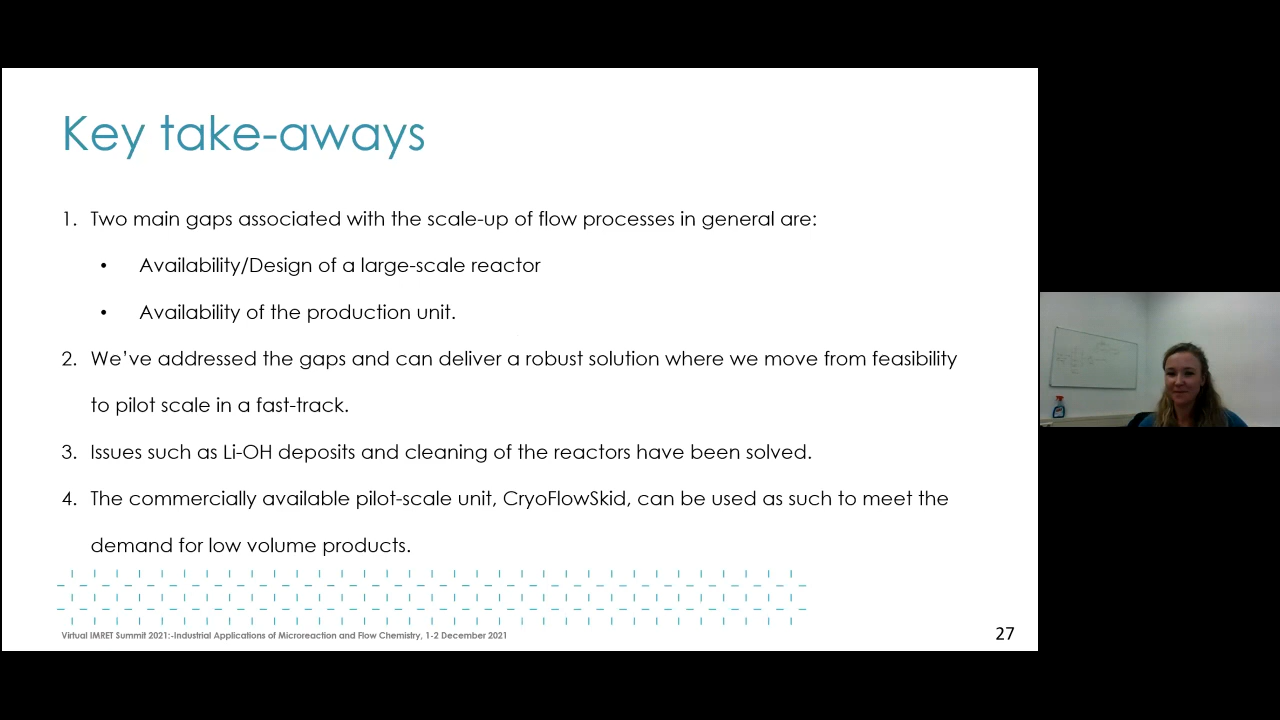 Key take-aways
1. Two main gaps associated with the scale-up of flow processes in general are:
• Availability/Design of a large-scale reactor
• Availability of the production unit.
2. We’ve addressed the gaps and can deliver a robust solution where we move from feasibility
to pilot scale in a fast-track.
3. Issues such as Li-OH deposits and cleaning of the reactors have been solved.
4. The commercially available pilot-scale unit, CryoFlowSkid, can be used as such to meet the
demand for low volume products.
Virtual IMRET Summit 2021:-Industrial Applications of Microreaction and Flow Chemistry, 1-2 December 2021
27